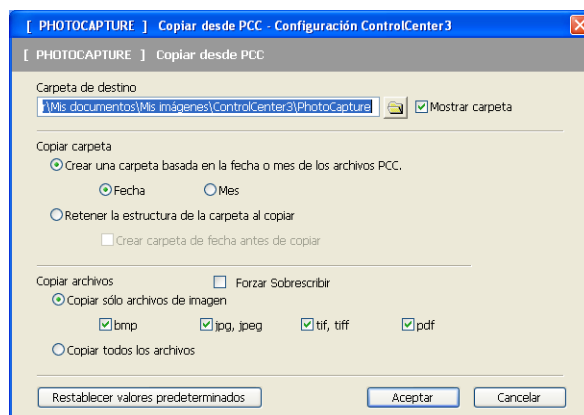 [ PHOTOCAPTURE ] Copiar desde PCC - Configuración ControlCenter3
[ PHOTOCAPTURE ] Copiar desde PCC
Carpeta de destino
r\Mis documentos\Mis imágenes\ControlCenter3\PhotoCapture Mostrar carpeta
Copiar carpeta
Crear una carpeta basada en la fecha o mes de los archivos PCC.
Fecha Mes
Retener la estructura de la carpeta al copiar
Crear carpeta de fecha antes de copiar
Copiar archivos Forzar Sobrescribir
Copiar sólo archivos de imagen
bmp jpg, jpeg tif, tiff pdf
Copiar todos los archivos
Restablecer valores predeterminados Aceptar Cancelar